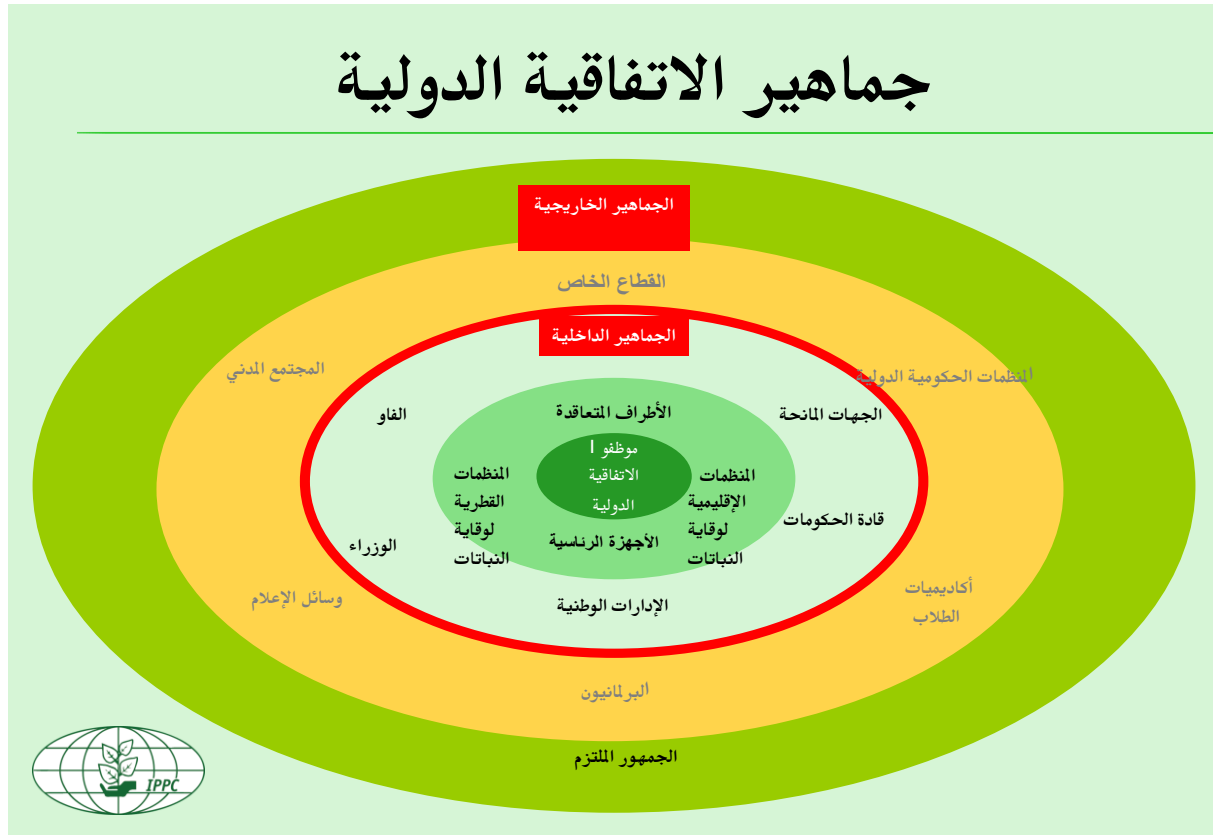 جماهير الاتفاقية الدولية
الجماهير الخاريجية
القطاع الخاص
الجماهير الداخلية
المنظمات الحكومية الدولية
المجتمع المدني
الجهات المانحة
الأطراف المتعاقدة
الفاو
موظفو ا
الاتفاقية
الدولية
المنظمات
الإقليمية
لوقاية
النباتات
المنظمات
القطرية
لوقاية
النباتات
الأجهزة الرئاسية
قادة الحكومات
الوزراء
الإدارات الوطنية
أكاديميات
الطلاب
وسائل الإعلام
البرلمانيون
الجمهور الملتزم
IPPC